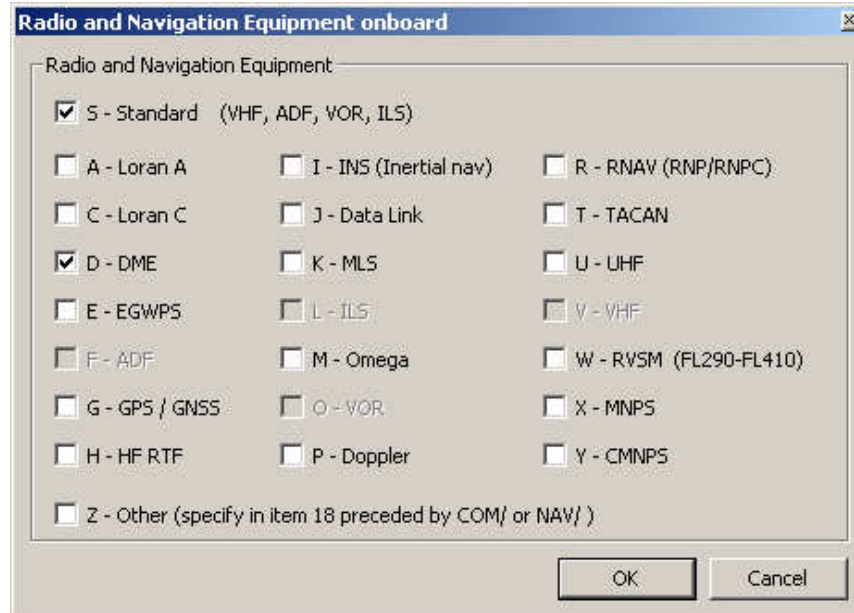 Radio and Navigation Equipment onboard
Radio and Navigation Equipment
S - Standard (VHF, ADF, VOR, ILS)
A - Loran A
I - INS (Inertial nav)
R - RNAV (RNP/RNPC)
C - Loran C
J - Data Link
T - TACAN
D - DME
K - MLS
U - UHF
E - EGWPS
L - ILS
V - VHF
F - ADF
M - Omega
W - RVSM (FL290-FL410)
G - GPS / GNSS
O - VOR
X - MNPS
H - HF RTF
P - Doppler
Y - CMNPS
Z - Other (specify in item 18 preceded by COM/ or NAV/ )
OK
Cancel